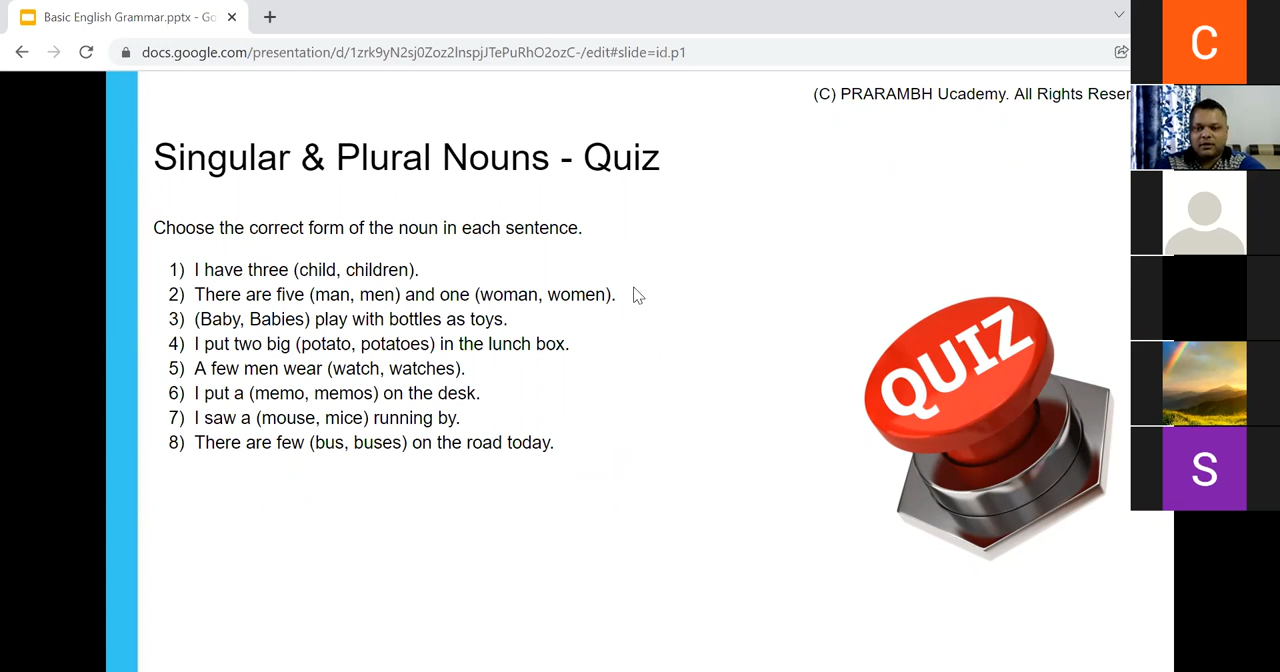 Basic English Grammar.pptx - Go
docs.google.com/presentation/d/1zrk9yN2sj0Zoz2lnspjJTePuRhO2ozC-/edit#slide=id.p1
C
(C) PRARAMBH Ucademy. All Rights Reser
Singular & Plural Nouns - Quiz
Choose the correct form of the noun in each sentence.
1) I have three (child, children).
2) There are five (man, men) and one (woman, women).
3) (Baby, Babies) play with bottles as toys.
4) I put two big (potato, potatoes) in the lunch box.
5) A few men wear (watch, watches).
6) I put a (memo, memos) on the desk.
7) I saw a (mouse, mice) running by.
8) There are few (bus, buses) on the road today.
QUIZ
S